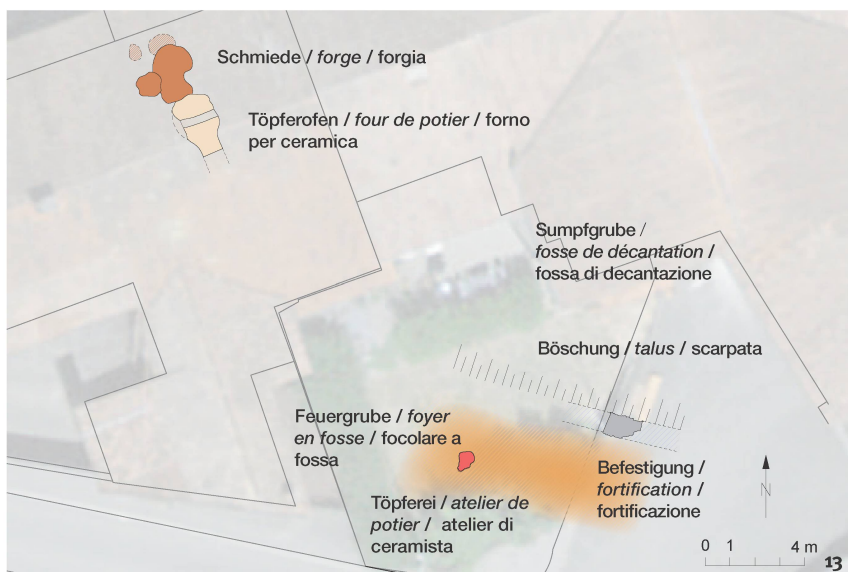 Schmiede / forge / forgia
Töpferofen / four de potier / forno
per ceramica
Sumpfgrube /
fosse de décantation /
fossa di decantazione
Böschung / talus / scarpata
Feuergrube / foyer
en fosse / focolare a
fossa
Befestigung /
fortification /
fortificazione
Töpferei / atelier de
potier / atelier di
ceramista
N
0 1 4 m
13